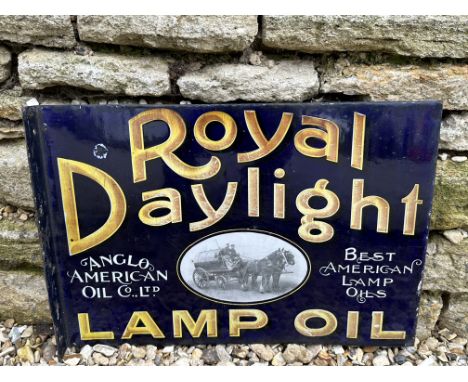 Royal
Daylight
ANGLO
AMERICAN
OIL CO., LTD
BEST
AMERICAN
LAMP
OILS
LAMP OIL